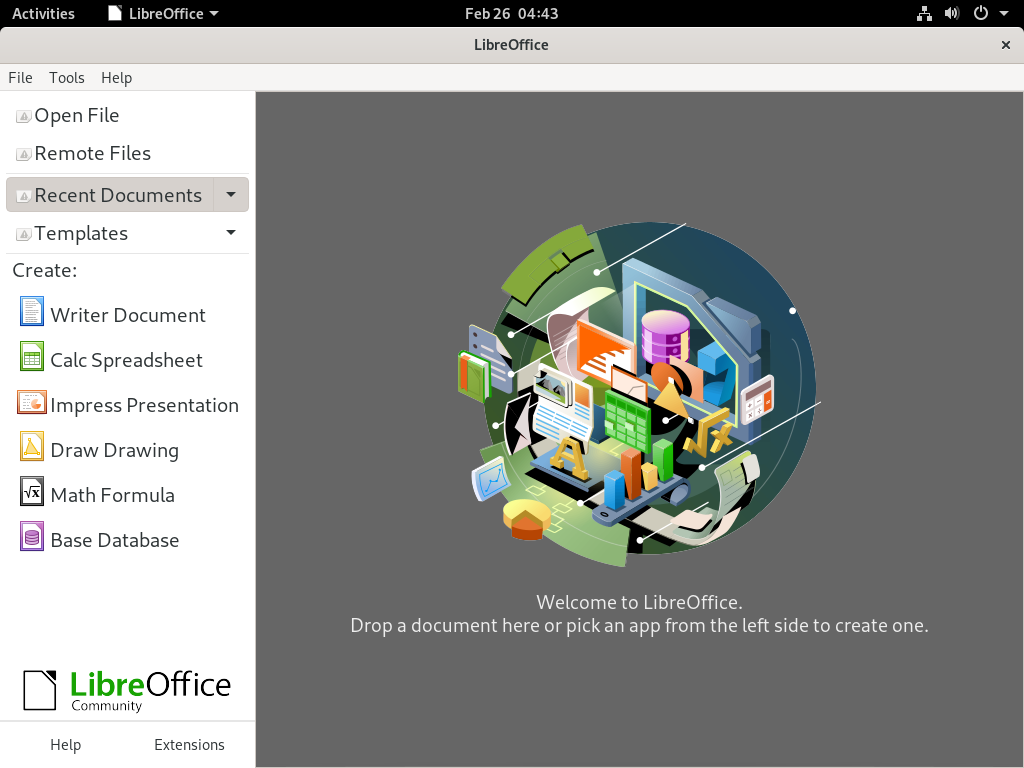 Activities
LibreOffice
Feb 26 04:43
LibreOffice
File Tools Help
Open File
Remote Files
Recent Documents
Templates
Create:
Writer Document
Calc Spreadsheet
Impress Presentation
Draw Drawing
Math Formula
Base Database
LibreOffice
Community
Help
Extensions
Welcome to LibreOffice.
Drop a document here or pick an app from the left side to create one.